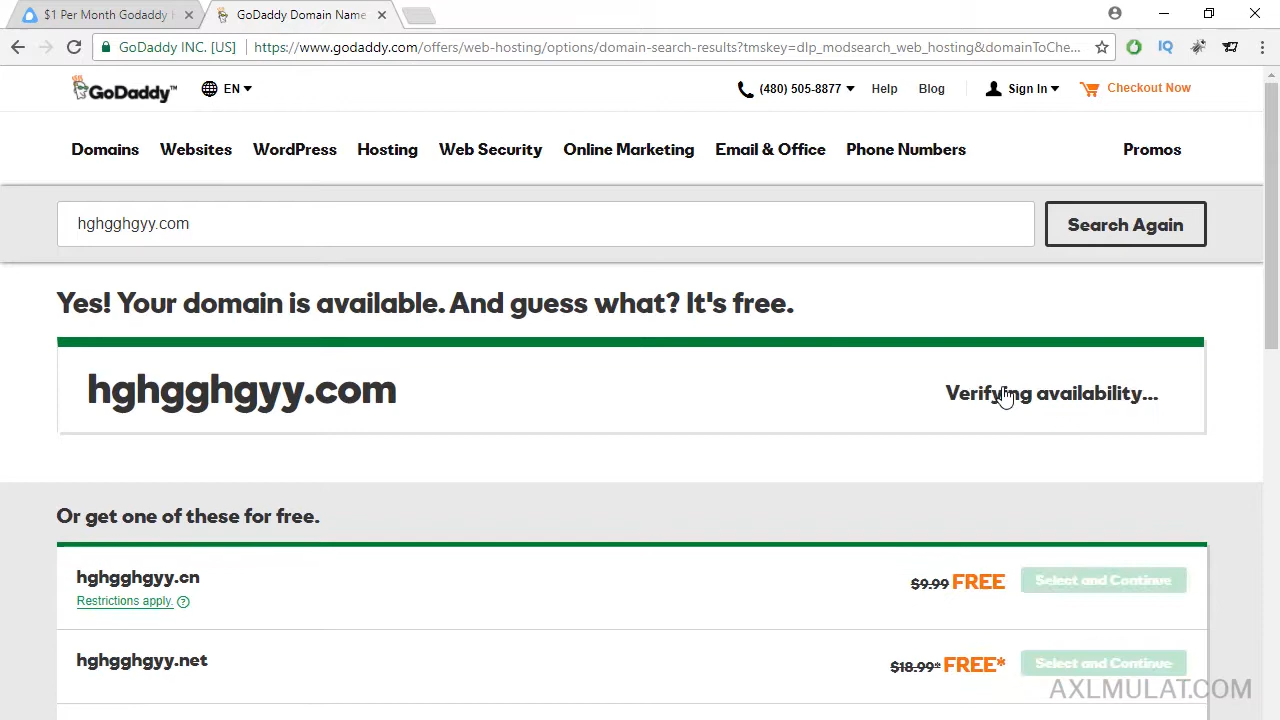 $1 Per Month Godaddy
GoDaddy Domain Name
GoDaddy INC. [US]
https://www.godaddy.com/offers/web-hosting/options/domain-search-results?tmskey=dp_modsearch_web_hosting&domainToChe...
IQ
GoDaddy™
EN
(480) 505-8877
Help
Blog
Sign In
Checkout Now
Domains
Websites
WordPress
Hosting
Web Security
Online Marketing
Email & Office
Phone Numbers
Promos
hghgghgyy.com
Search Again
Yes! Your domain is available. And guess what? It's free.
hghgghgyy.com
Verifying availability...
Or get one of these for free.
hghgghgyy.cn
$9.99 FREE
Select and Continue
Restrictions apply. ?
hghgghgyy.net
$18.99* FREE*
Select and Continue
AXLMULAT.COM